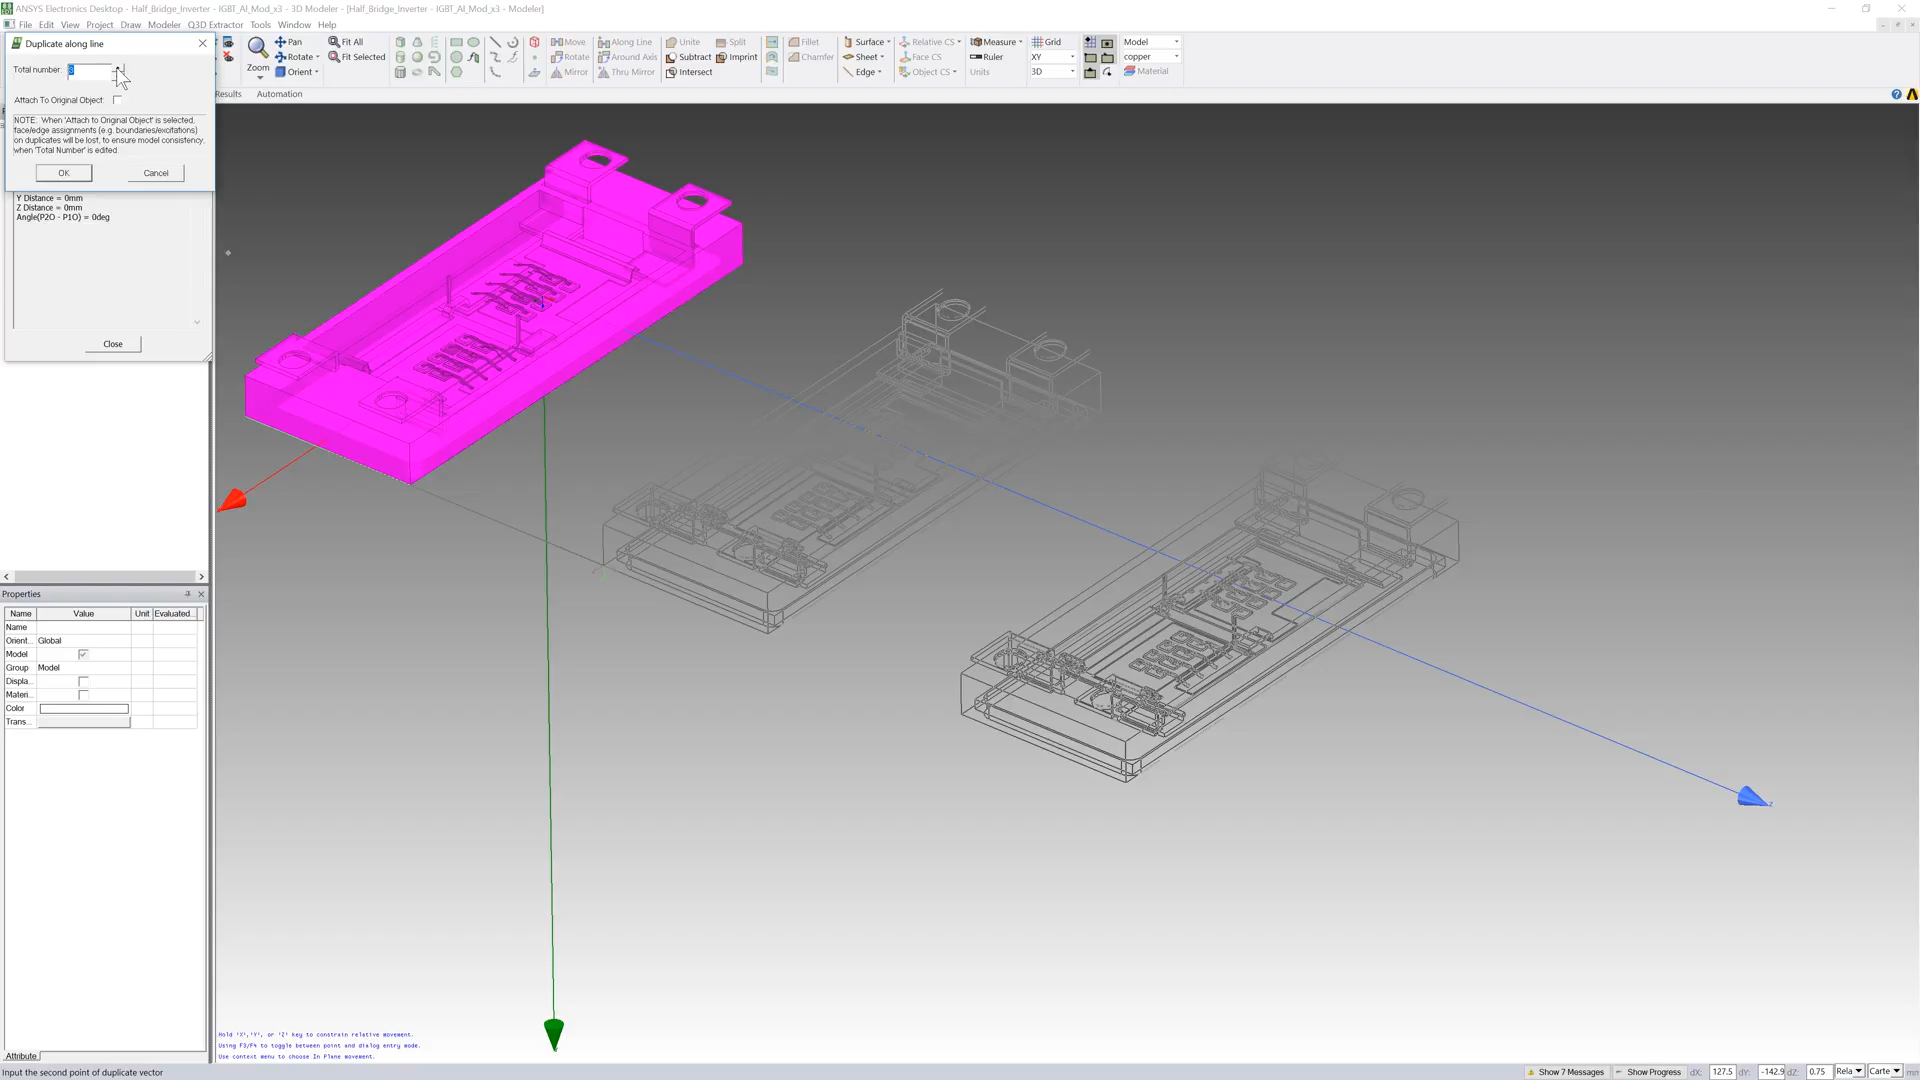 ANSYS Electronics Desktop - Half_Bridge_Inverter - IGBT_Al_Mod_x3 - 3D Modeler - [Half_Bridge_Inverter - IGBT_Al_Mod_x3 - Modeler]
File Edit View Project Draw Modeler Q3D Extractor Tools Window Help
Duplicate along line
Total number: 3
Attach To Original Object:
NOTE: When 'Attach to Original Object' is selected,
face/edge assignments (e.g. boundaries/excitations)
on duplicates will be lost, to ensure model consistency,
when 'Total Number' is edited.
OK Cancel
Y Distance = 0mm
Z Distance = 0mm
Angle(P2O - P1O) = 0deg
Close
Zoom
Pan
Rotate
Orient
Fit All
Fit Selected
Move
Rotate
Mirror
Along Line
Around Axis
Thru Mirror
Unite
Subtract
Intersect
Split
Imprint
Fillet
Chamfer
Surface
Sheet
Edge
Relative CS
Face CS
Object CS
Measure
Ruler
Units
Grid
XY
3D
Model
copper
Material
Results Automation
Properties
Name Value Unit Evaluated...
Name
Orient... Global
Model
Group Model
Displa...
Materi...
Color
Trans...
Attribute
Hold 'X','Y', or 'Z' key to constrain relative movement.
Using F3/F4 to toggle between point and dialog entry mode.
Use context menu to choose In Plane movement.
Input the second point of duplicate vector
Show 7 Messages Show Progress dX: 127.5 dY: -142.9 dZ: 0.75 Rela Carte mm